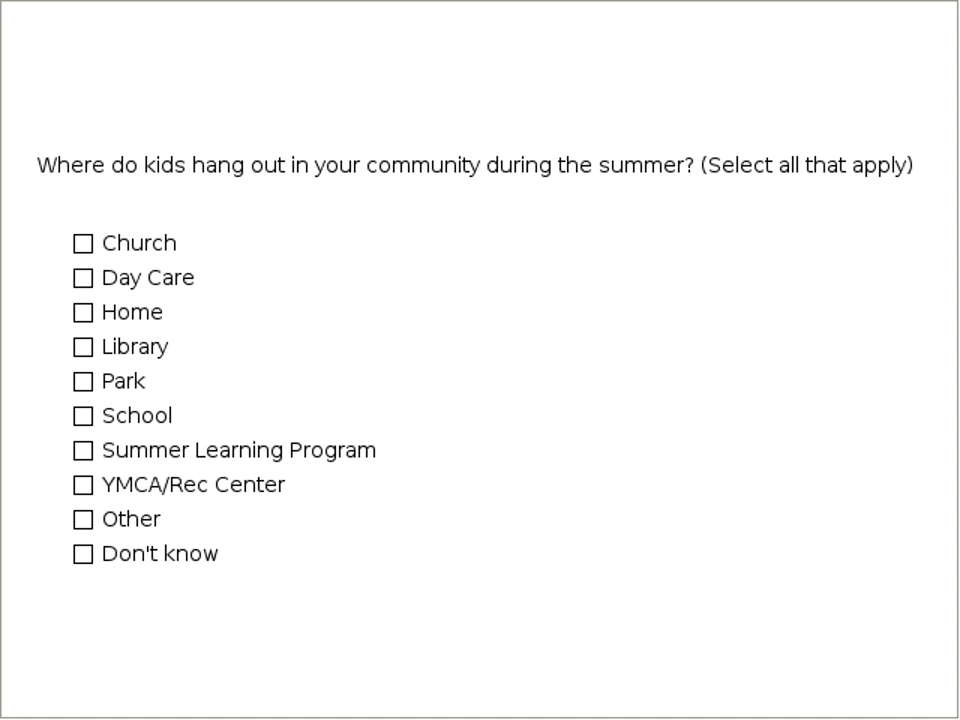 Where do kids hang out in your community during the summer? (Select all that apply)
Church
Day Care
Home
Library
Park
School
Summer Learning Program
YMCA/Rec Center
Other
Don't know